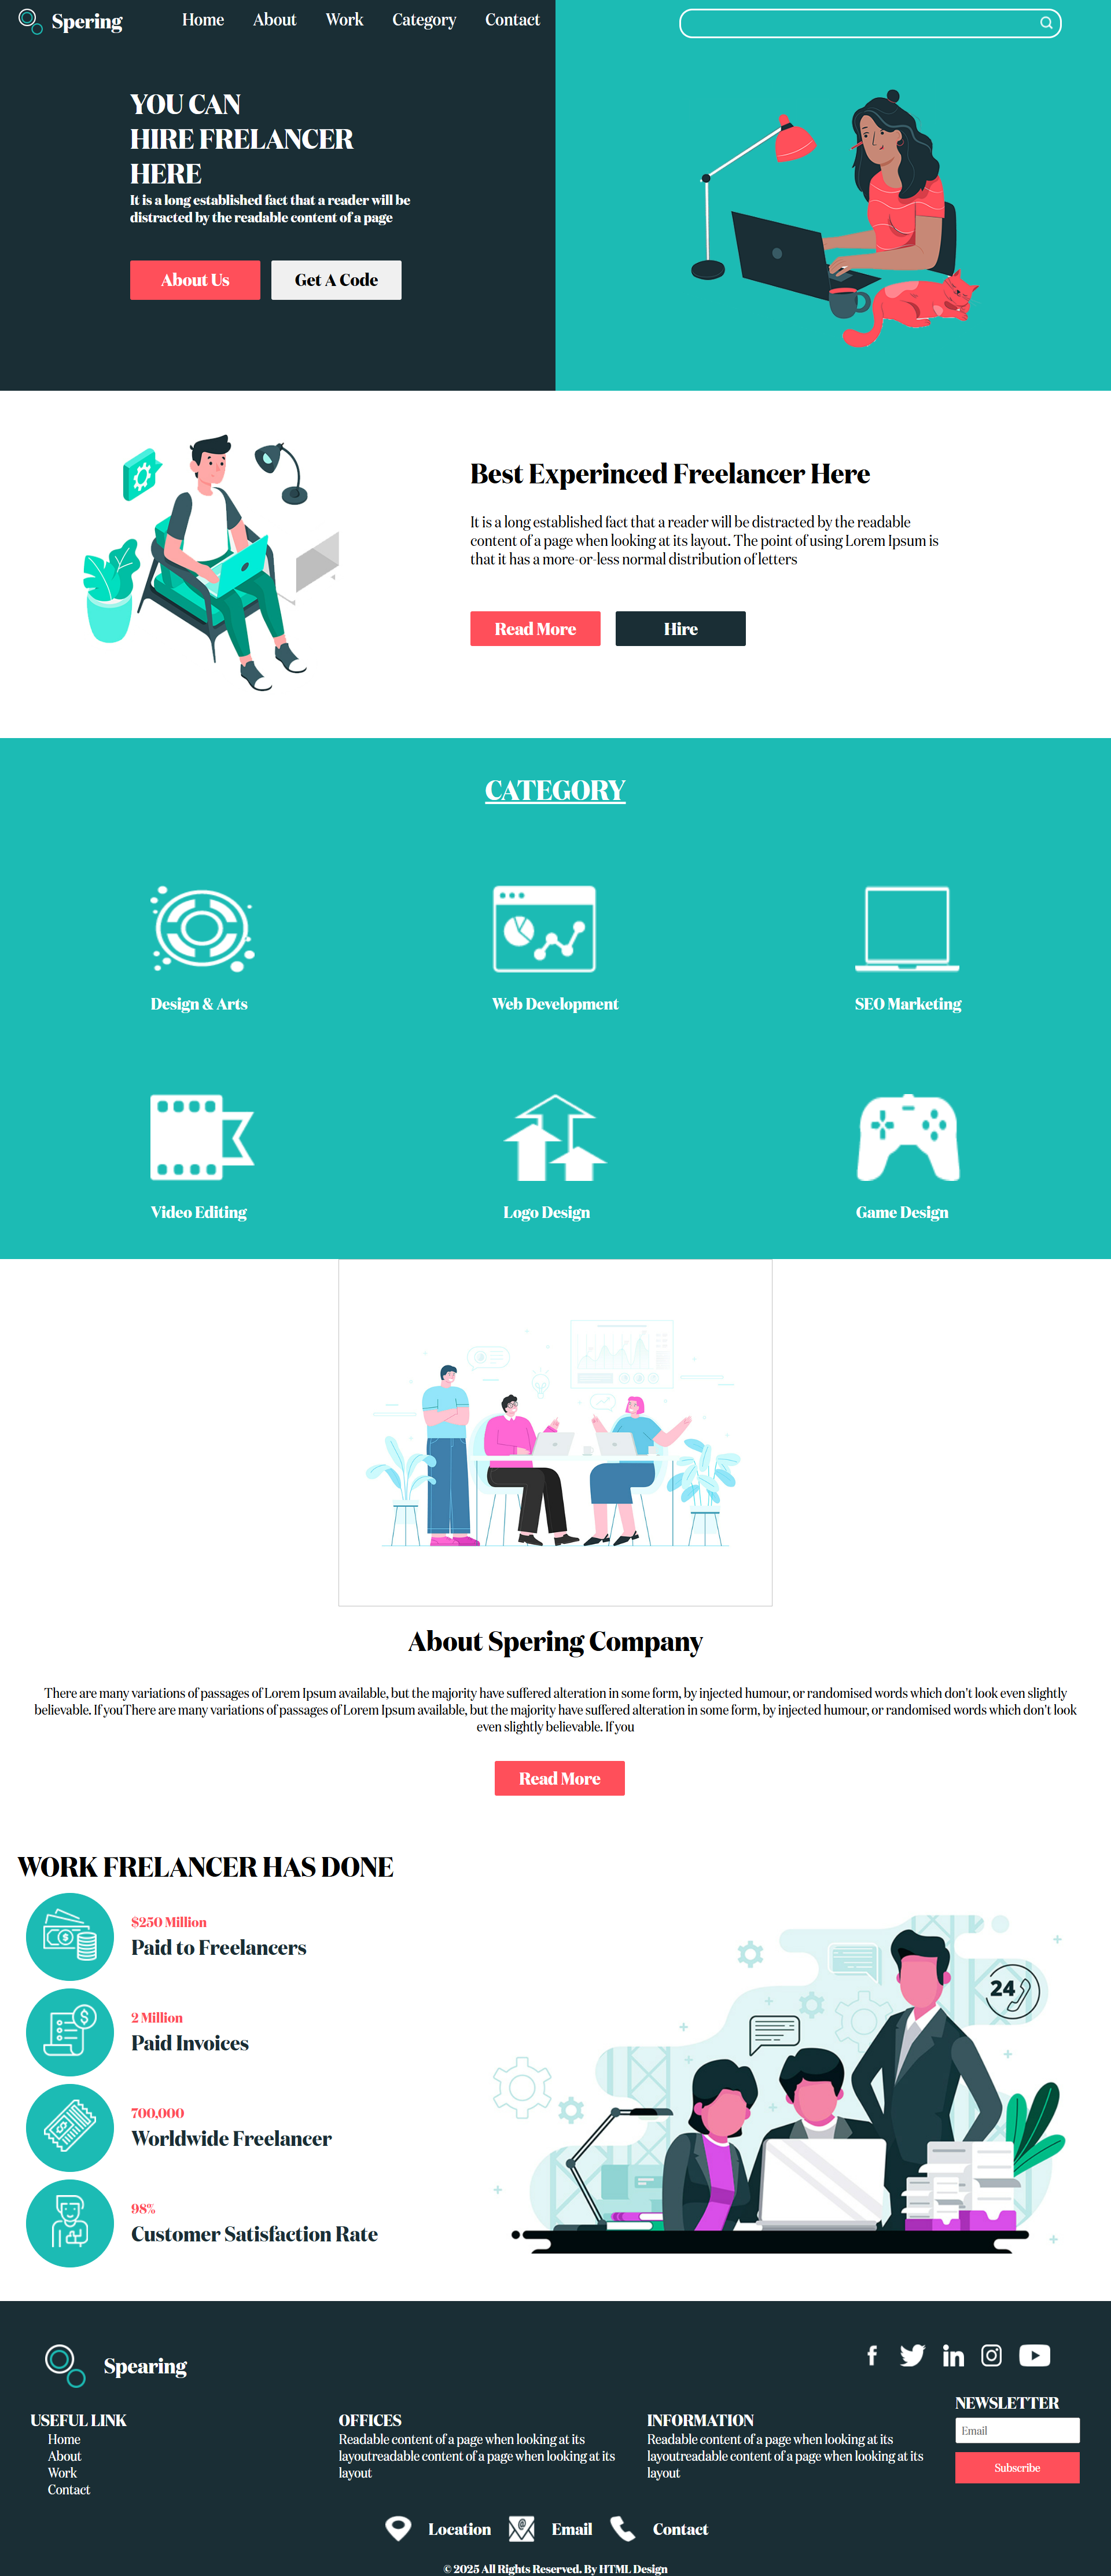 Spering
Home
About
Work
Category
Contact
YOU CAN
HIRE FRELANCER
HERE
It is a long established fact that a reader will be
distracted by the readable content of a page
About Us
Get A Code
Best Experinced Freelancer Here
It is a long established fact that a reader will be distracted by the readable
content of a page when looking at its layout. The point of using Lorem Ipsum is
that it has a more-or-less normal distribution of letters
Read More
Hire
CATEGORY
Design & Arts
Web Development
SEO Marketing
Video Editing
Logo Design
Game Design
About Spering Company
There are many variations of passages of Lorem Ipsum available, but the majority have suffered alteration in some form, by injected humour, or randomised words which don't look even slightly
believable. If youThere are many variations of passages of Lorem Ipsum available, but the majority have suffered alteration in some form, by injected humour, or randomised words which don't look
even slightly believable. If you
Read More
WORK FRELANCER HAS DONE
$250 Million
Paid to Freelancers
2 Million
Paid Invoices
700,000
Worldwide Freelancer
98%
Customer Satisfaction Rate
24
Spearing
USEFUL LINK
Home
About
Work
Contact
OFFICES
Readable content of a page when looking at its
layoutreadable content of a page when looking at its
layout
INFORMATION
Readable content of a page when looking at its
layoutreadable content of a page when looking at its
layout
NEWSLETTER
Email
Subscribe
Location
Email
Contact
© 2025 All Rights Reserved. By HTML Design